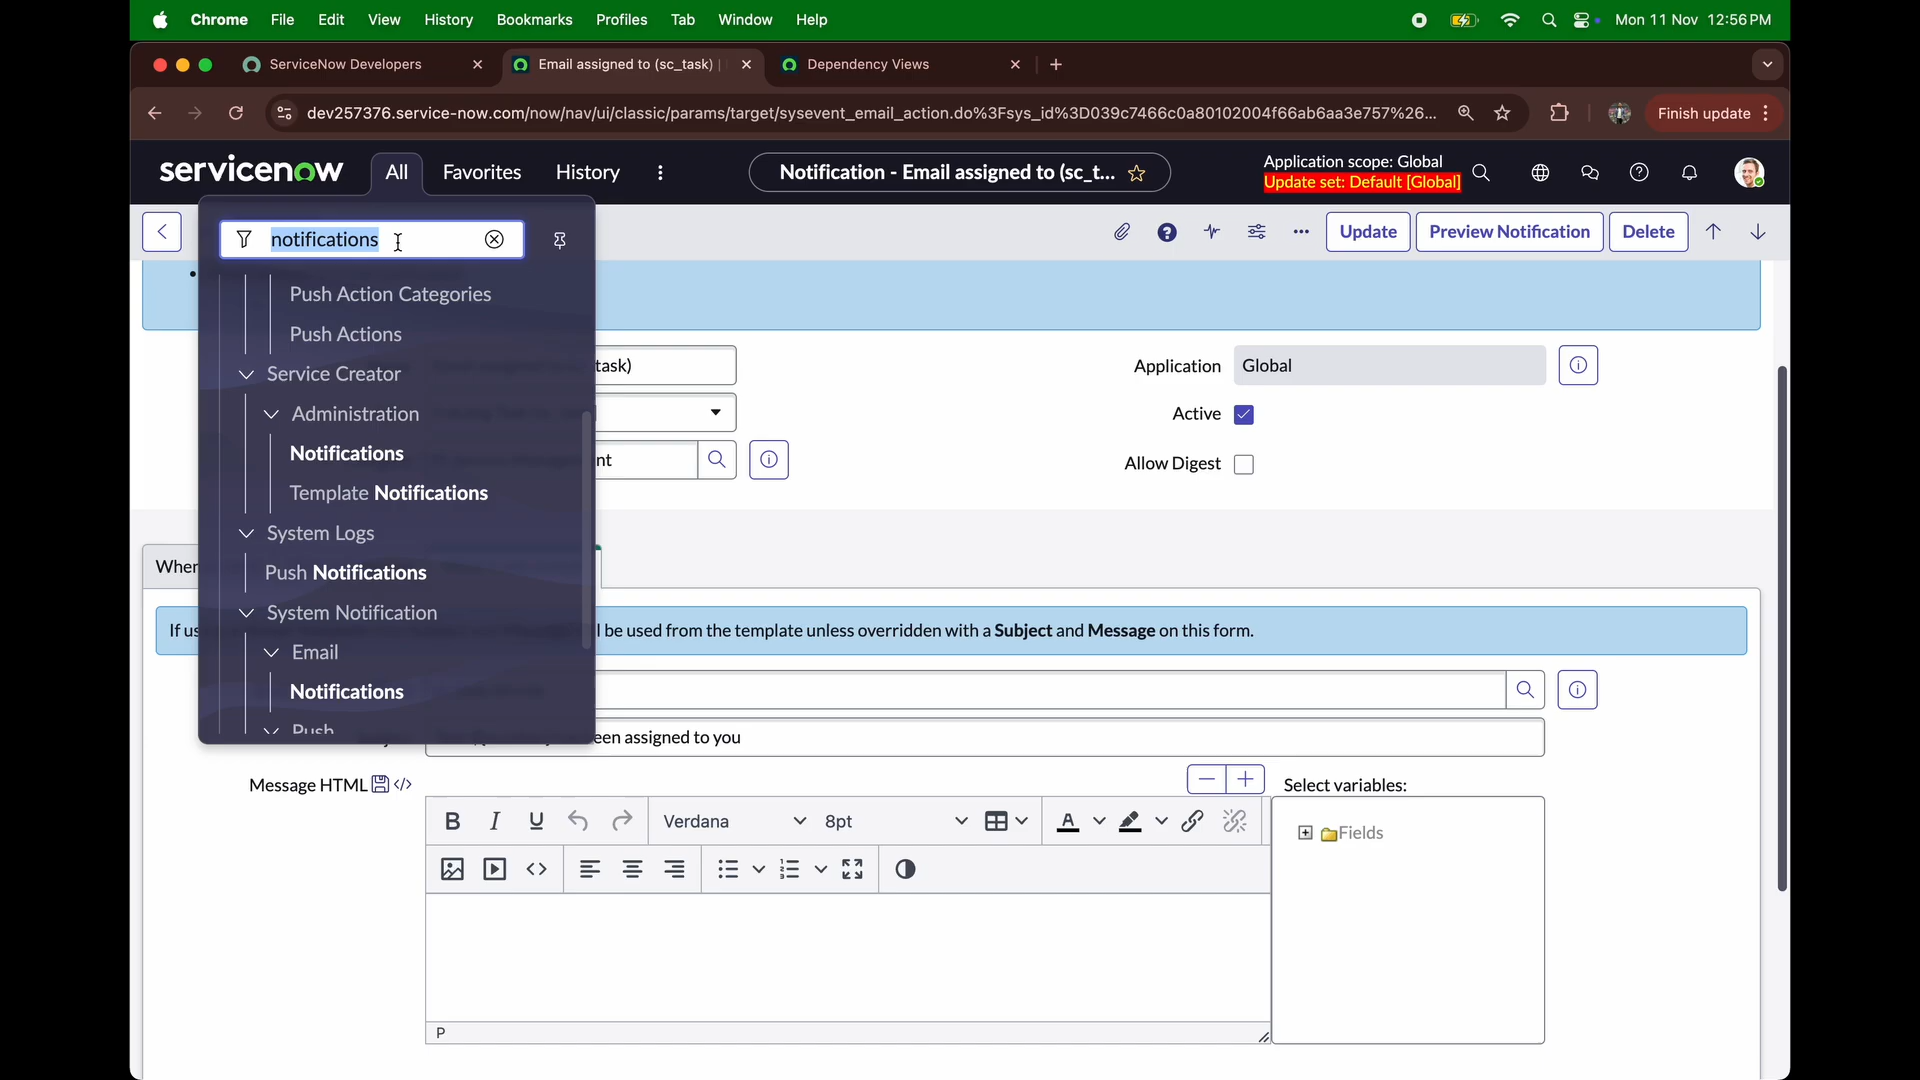 Chrome File Edit View History Bookmarks Profiles Tab Window Help Mon 11 Nov 12:56 PM
ServiceNow Developers Email assigned to (sc_task) | Dependency Views
dev257376.service-now.com/now/nav/ui/classic/params/target/sysevent_email_action.do%3Fsys_id%3D039c7466c0a80102004f66ab6aa3e757%26... Finish update
servicenow All Favorites History Notification - Email assigned to (sc_t... Application scope: Global
Update set: Default [Global]
notifications Update Preview Notification Delete
Push Action Categories
Push Actions
task) Application Global
Service Creator
Administration Active
Notifications
nt Allow Digest
Template Notifications
System Logs
When
Push Notifications
System Notification
If us be used from the template unless overridden with a Subject and Message on this form.
Email
Notifications
Push
een assigned to you
Message HTML Select variables:
B I U Verdana 8pt A
Fields
P